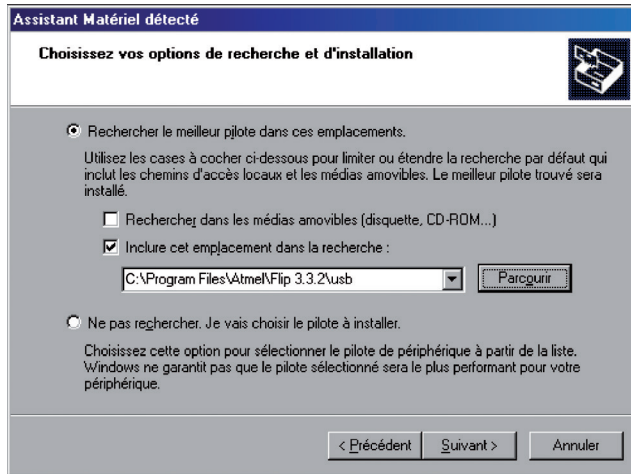 Assistant Matériel détecté
Choisissez vos options de recherche et d'installation
Rechercher le meilleur pilote dans ces emplacements.
Utilisez les cases à cocher ci-dessous pour limiter ou étendre la recherche par défaut qui
inclut les chemins d'accès locaux et les médias amovibles. Le meilleur pilote trouvé sera
installé.
Rechercher dans les médias amovibles (disquette, CD-ROM...)
Inclure cet emplacement dans la recherche :
C:\Program Files\Atmel\Flip 3.3.2\usb
Parcourir
Ne pas rechercher. Je vais choisir le pilote à installer.
Choisissez cette option pour sélectionner le pilote de périphérique à partir de la liste.
Windows ne garantit pas que le pilote sélectionné sera le plus performant pour votre
périphérique.
< Précédent Suivant > Annuler